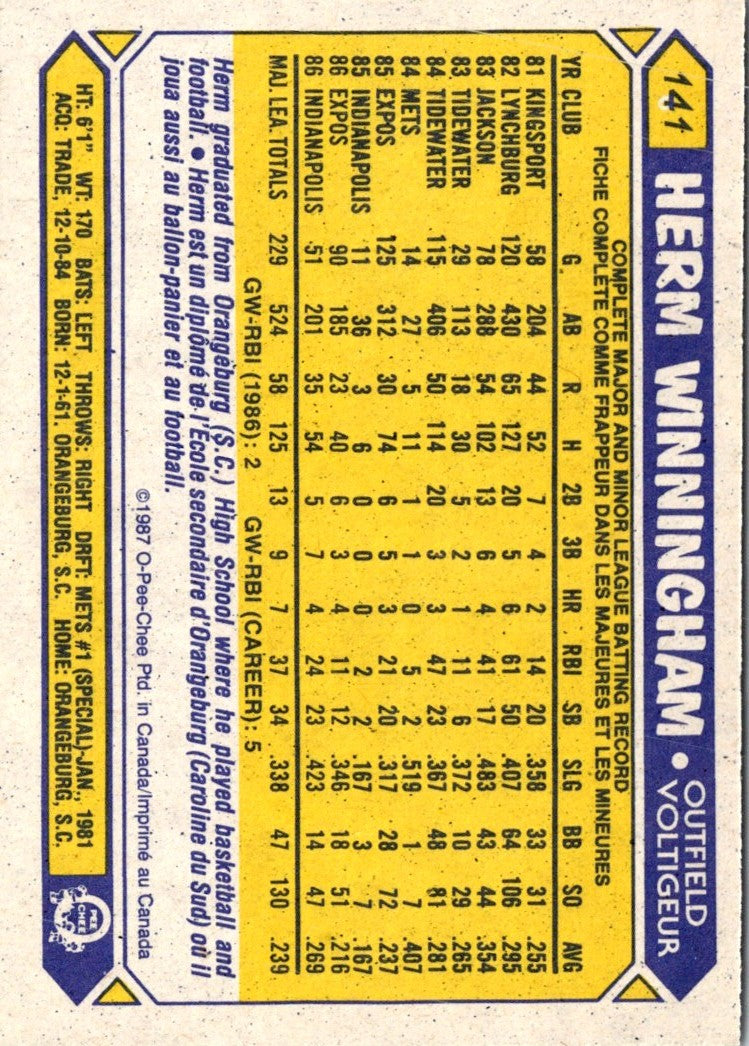 141 HERM WINNINGHAM • OUTFIELD VOLTIGEUR
COMPLETE MAJOR AND MINOR LEAGUE BATTING RECORD
FICHE COMPLÈTE COMME FRAPPEUR DANS LES MAJEURES ET LES MINEURES
YR CLUB G AB R H 2B 3B HR RBI SB SLG BB SO AVG
81 KINGSPORT 58 204 44 52 7 4 2 14 20 .358 33 31 .255
82 LYNCHBURG 120 430 65 127 20 5 6 61 50 .407 64 106 .295
83 JACKSON 78 288 54 102 13 6 4 41 17 .483 43 44 .354
83 TIDEWATER 29 113 18 30 5 2 1 11 6 .372 10 29 .265
84 TIDEWATER 115 406 50 114 20 3 3 47 23 .367 48 81 .281
84 METS 14 27 5 11 1 1 0 5 2 .519 1 7 .407
85 EXPOS 125 312 30 74 6 5 3 21 20 .317 28 72 .237
85 INDIANAPOLIS 11 36 3 6 0 0 0 2 2 .167 3 7 .167
86 EXPOS 90 185 23 40 6 3 4 11 12 .346 18 51 .216
86 INDIANAPOLIS 51 201 35 54 5 7 4 24 23 .423 14 47 .269
MAJ. LEA. TOTALS 229 524 58 125 13 9 7 37 34 .338 47 130 .239
GW-RBI (1986): 2 GW-RBI (CAREER): 5
Herm graduated from Orangeburg (S.C.) High School where he played basketball and
football. • Herm est un diplômé de l'École secondaire d'Orangeburg (Caroline du Sud) où il
joua aussi au ballon-panier et au football.
©1987 O-Pee-Chee Ptd. in Canada/Imprimé au Canada
HT: 6'1" WT: 170 BATS: LEFT THROWS: RIGHT DRFT: METS #1 (SPECIAL)-JAN., 1981
ACQ: TRADE, 12-10-84 BORN: 12-1-61, ORANGEBURG, S.C. HOME: ORANGEBURG, S.C.
O PEE CHEE